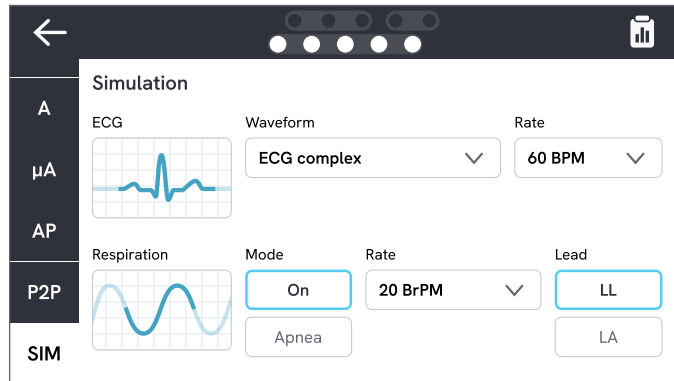 Simulation
A
µA
AP
P2P
SIM
ECG
Waveform
ECG complex
Rate
60 BPM
Respiration
Mode
On
Apnea
Rate
20 BrPM
Lead
LL
LA